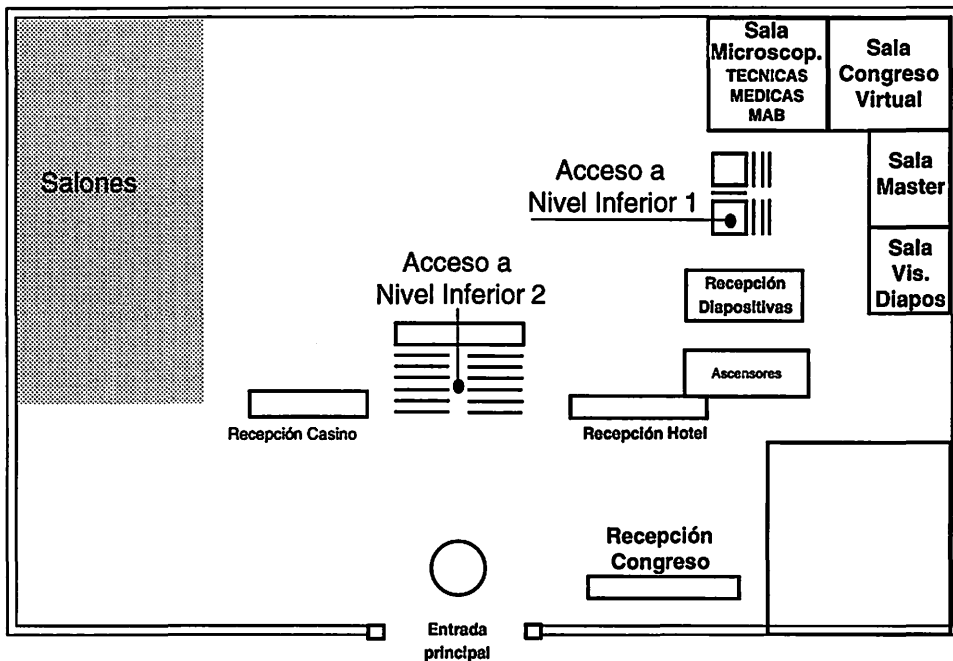 Sala
Microscop.
TECNICAS
MEDICAS
MAB
Sala
Congreso
Virtual
Salones
Acceso a
Nivel Inferior 1
Sala
Master
Sala
Vis.
Diapos
Acceso a
Nivel Inferior 2
Recepción
Diapositivas
Ascensores
Recepción Casino
Recepción Hotel
Recepción
Congreso
Entrada
principal